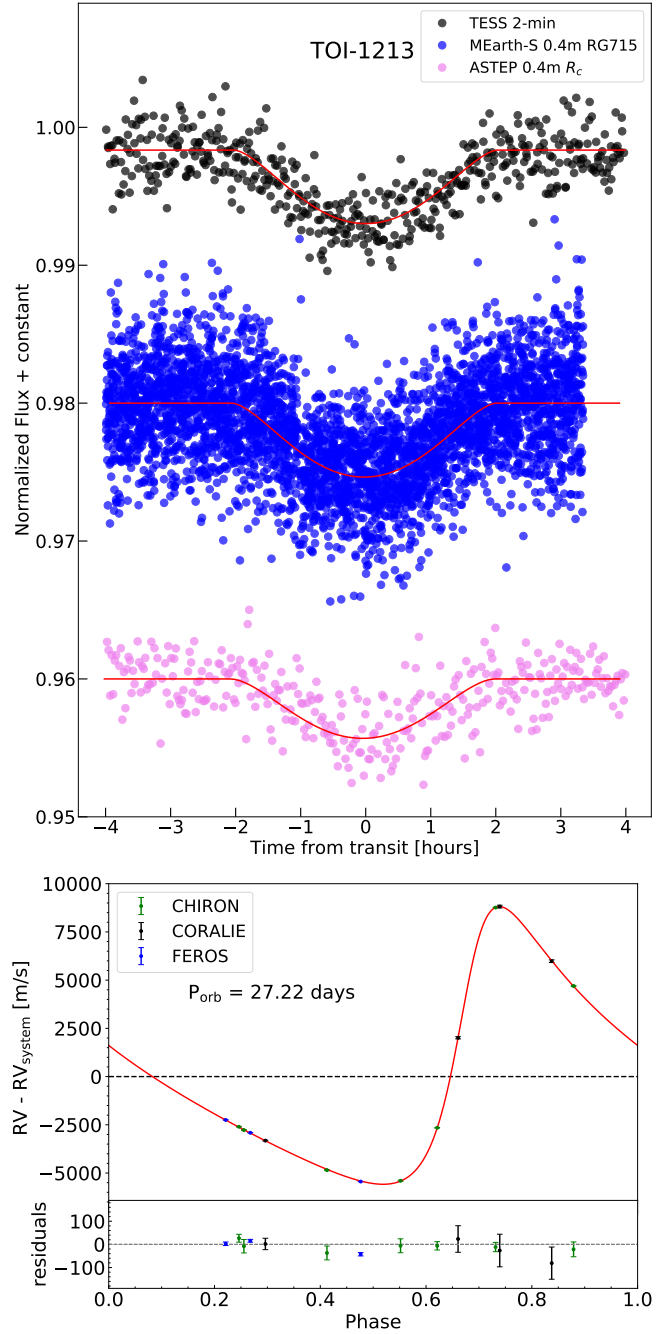 TOI-1213
TESS 2-min
MEarth-S 0.4m RG715
ASTEP 0.4m R_c
Normalized Flux + constant
1.00
0.99
0.98
0.97
0.96
0.95
−4 −3 −2 −1 0 1 2 3 4
Time from transit [hours]
CHIRON
CORALIE
FEROS
P_orb = 27.22 days
RV - RV_system [m/s]
10000
7500
5000
2500
0
−2500
−5000
residuals
100
0
−100
0.0 0.2 0.4 0.6 0.8 1.0
Phase